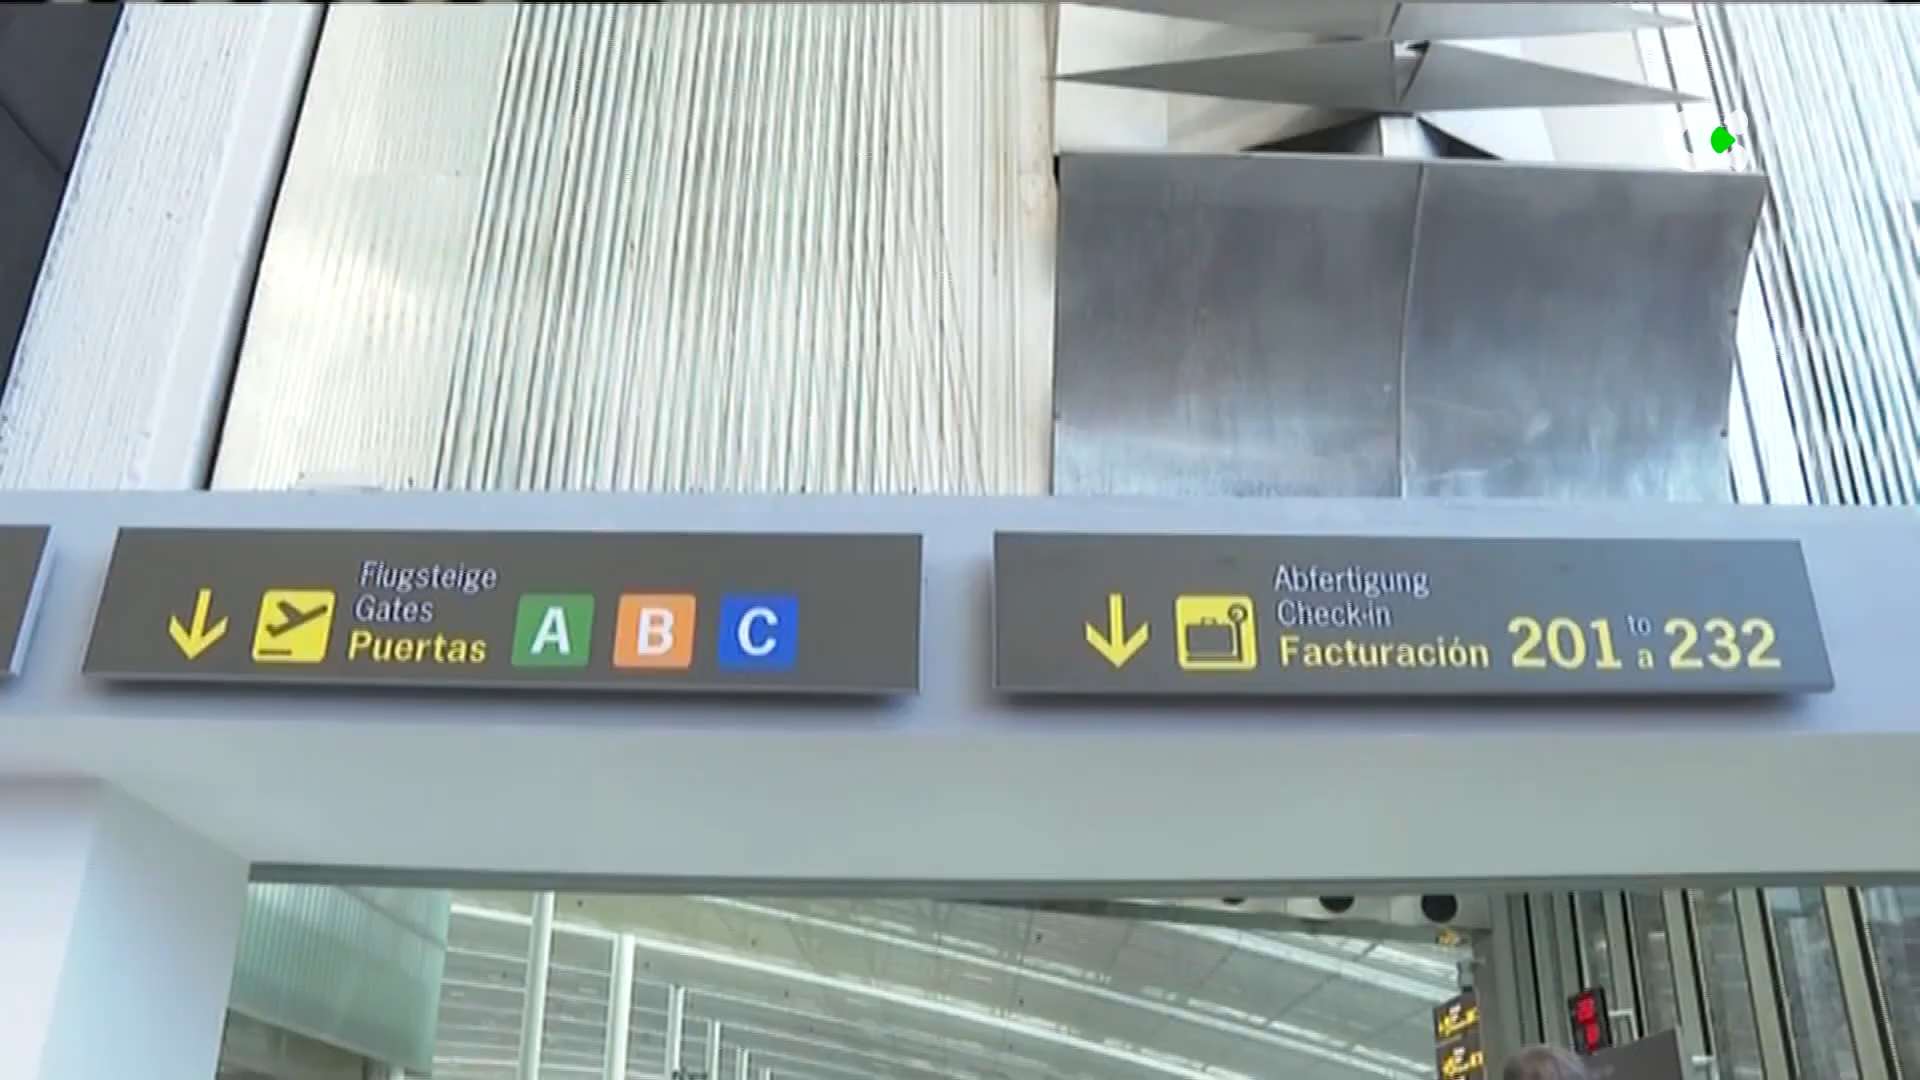 Flugsteige
Gates
Puertas
A B C
Abfertigung
Check-in
Facturación
201 to a 232